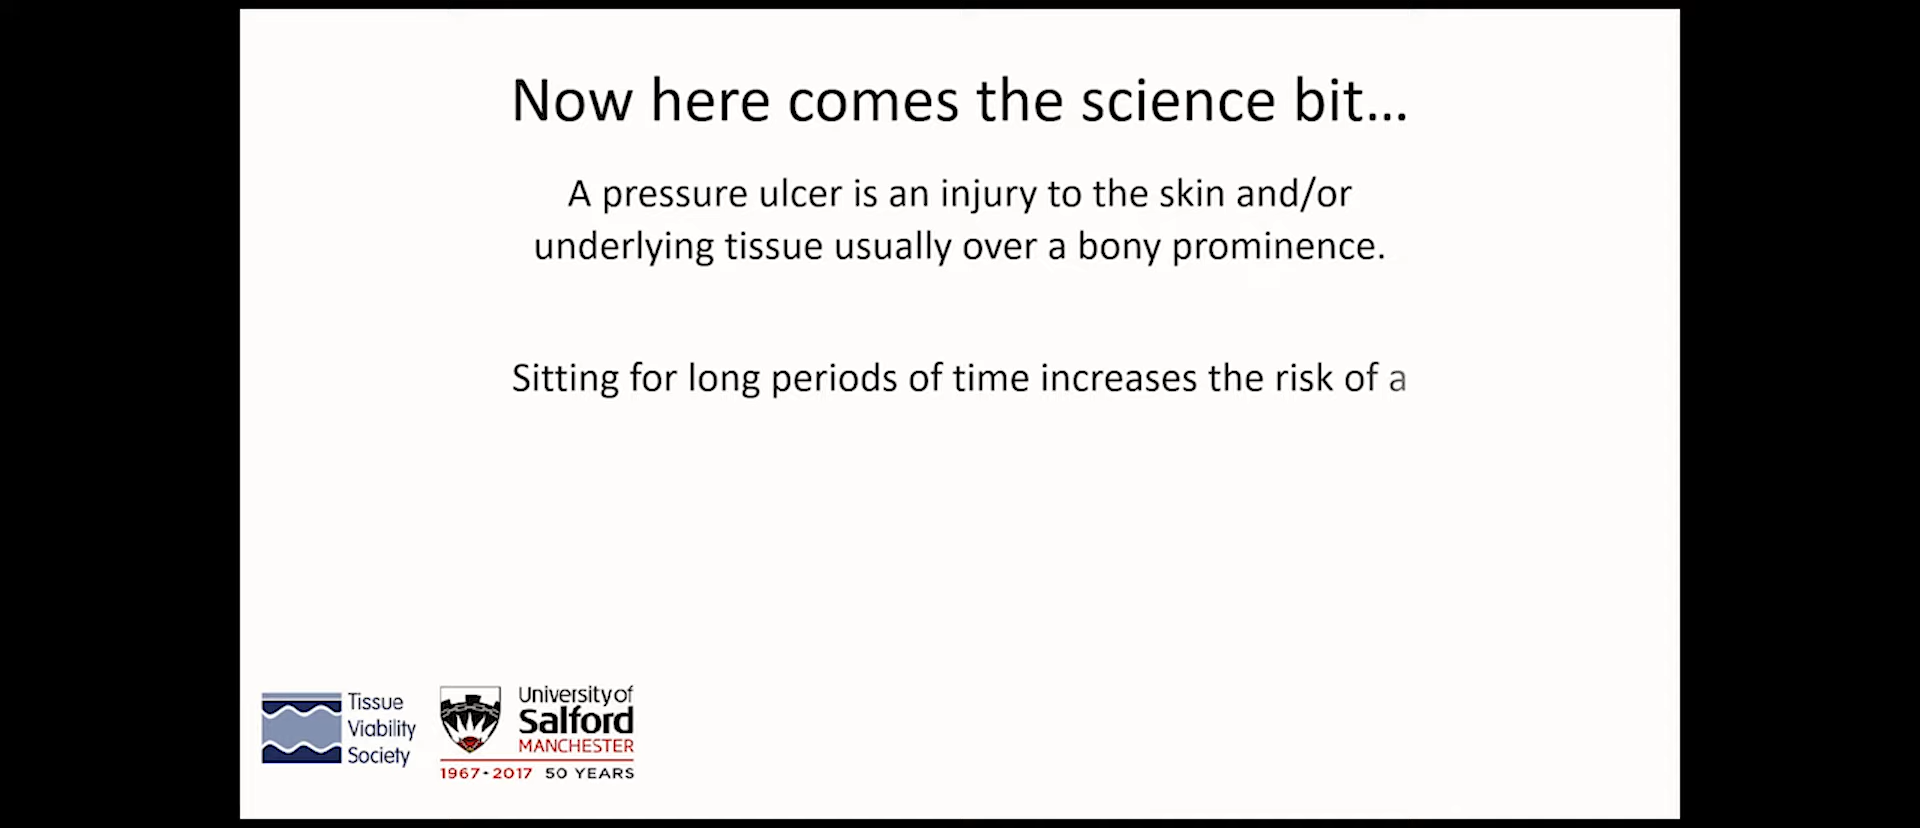 Now here comes the science bit...
A pressure ulcer is an injury to the skin and/or
underlying tissue usually over a bony prominence.
Sitting for long periods of time increases the risk of a
Tissue
Viability
Society
University of
Salford
MANCHESTER
1967 • 2017 50 YEARS